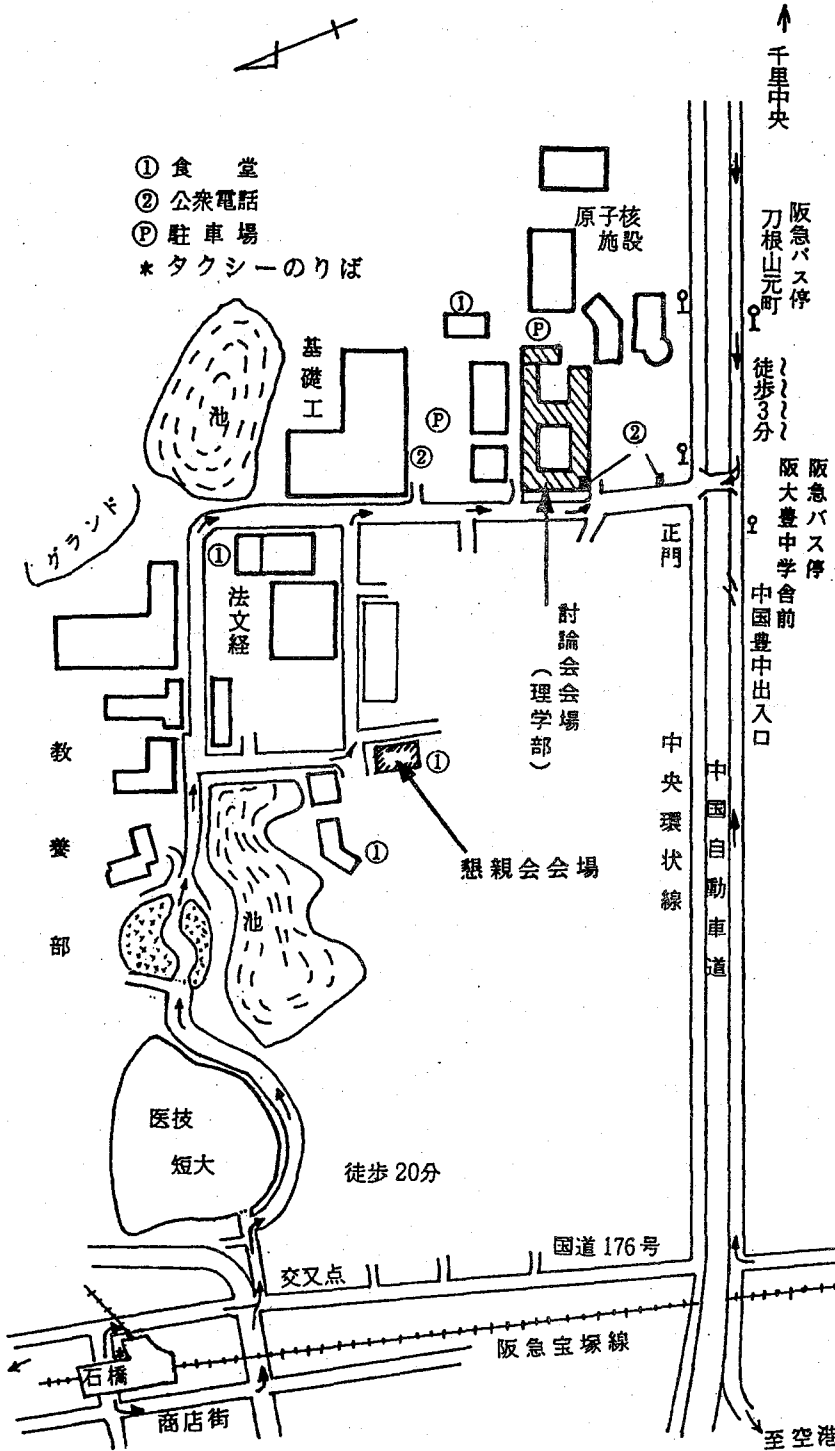 千里中央
① 食　堂
② 公衆電話
Ⓟ 駐車場
* タクシーのりば
原子核
施設
阪急バス停
刀根山元町
①
Ⓟ
基礎工
池
Ⓟ
徒歩3分
②
②
阪急バス停
阪大豊中学舎前
グランド
正門
①
法文経
中国豊中出入口
討論会会場
(理学部)
教養部
①
中央環状線
中国自動車道
①
懇親会会場
池
医技
短大
徒歩20分
国道176号
交叉点
阪急宝塚線
石橋
*
商店街
至空港